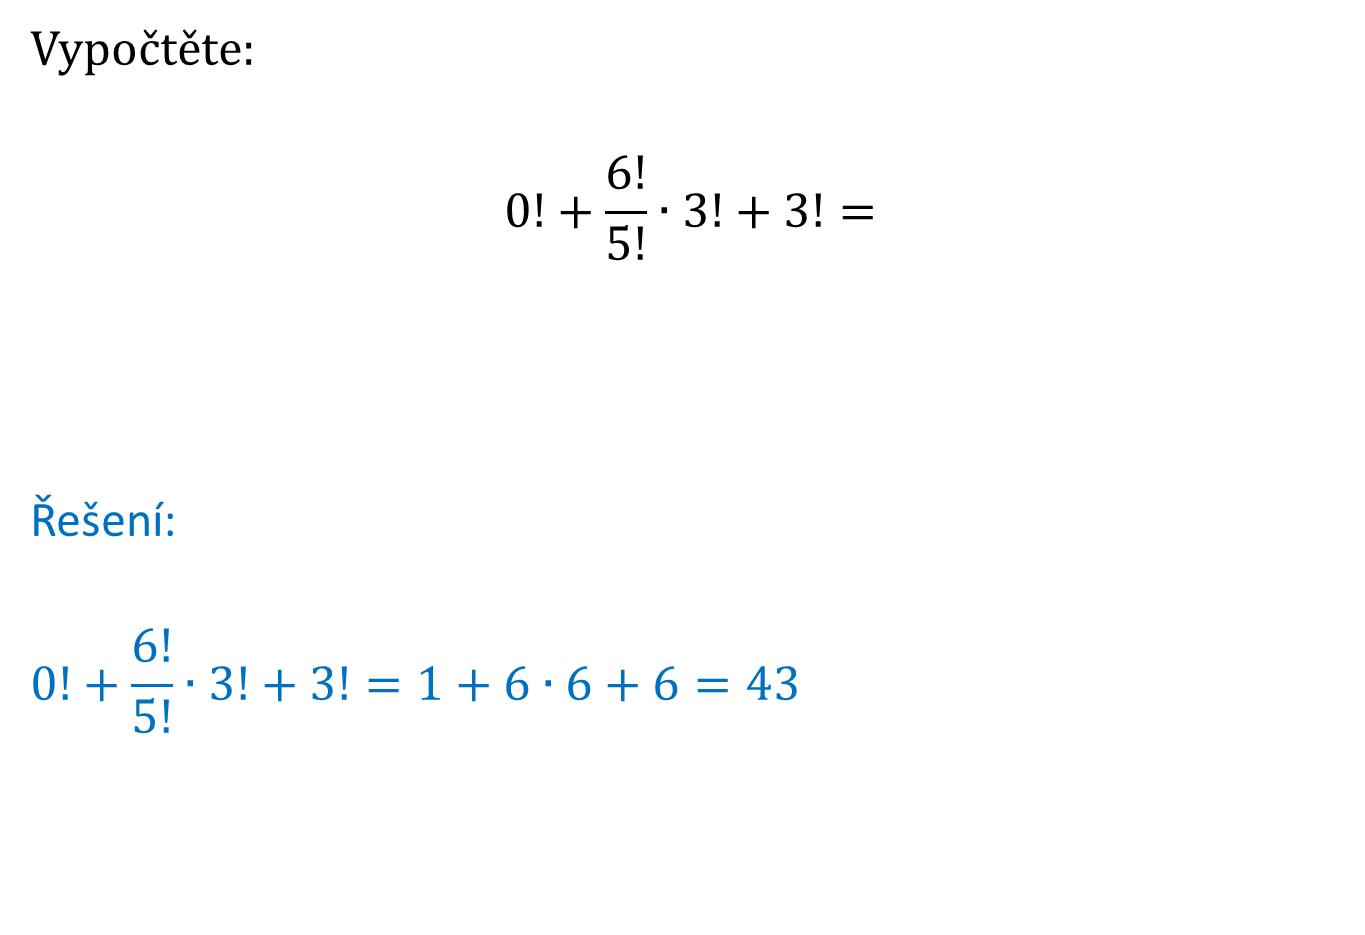 Vypočtěte:
0! + 6!/5! · 3! + 3! =
Řešení:
0! + 6!/5! · 3! + 3! = 1 + 6 · 6 + 6 = 43